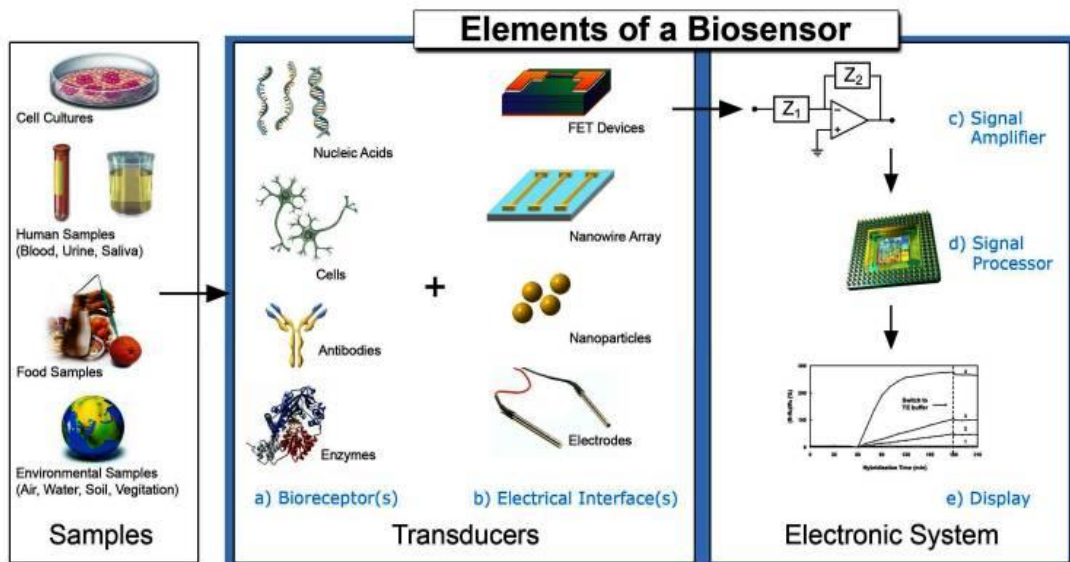 Elements of a Biosensor
Cell Cultures
Human Samples
(Blood, Urine, Saliva)
Food Samples
Environmental Samples
(Air, Water, Soil, Vegitation)
Samples
Nucleic Acids
Cells
Antibodies
Enzymes
a) Bioreceptor(s)
+
FET Devices
Nanowire Array
Nanoparticles
Electrodes
b) Electrical Interface(s)
Transducers
Z1
Z2
−
+
c) Signal
Amplifier
d) Signal
Processor
Switch to
TE buffer
Hybridization Time (min)
e) Display
Electronic System